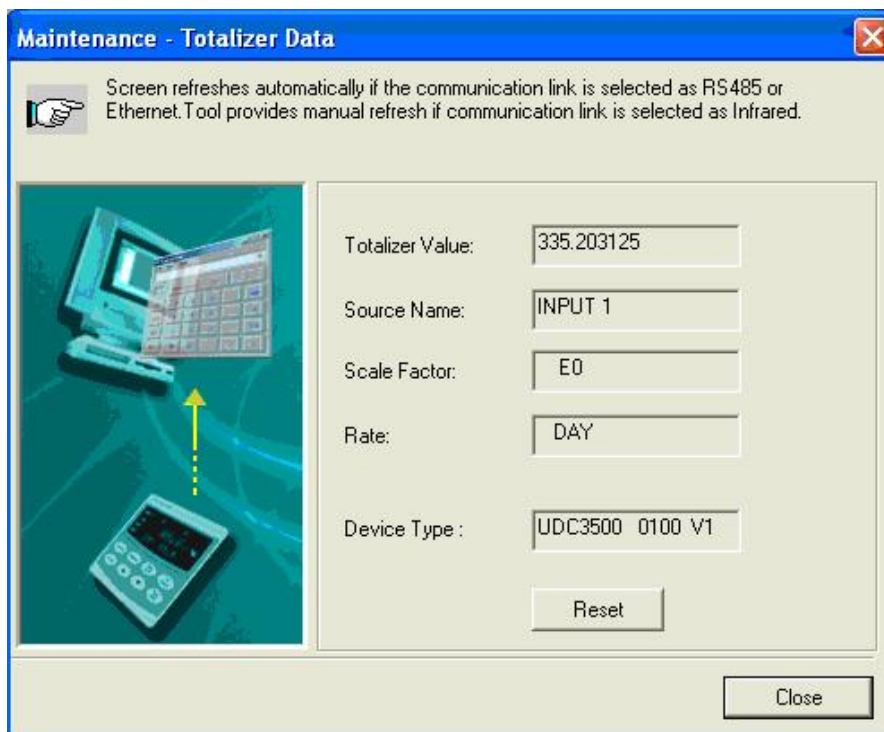 Maintenance - Totalizer Data
Screen refreshes automatically if the communication link is selected as RS485 or
Ethernet.Tool provides manual refresh if communication link is selected as Infrared.
Totalizer Value: 335.203125
Source Name: INPUT 1
Scale Factor: E0
Rate: DAY
Device Type : UDC3500 0100 V1
Reset
Close